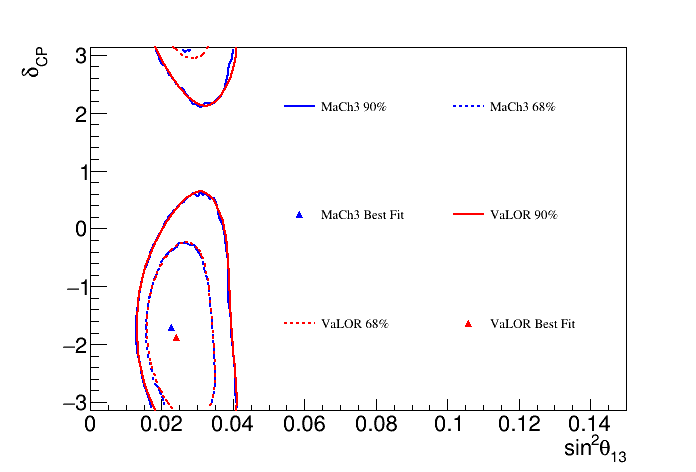 δCP
3
2
1
0
−1
−2
−3
MaCh3 90%
MaCh3 68%
MaCh3 Best Fit
VaLOR 90%
VaLOR 68%
VaLOR Best Fit
0 0.02 0.04 0.06 0.08 0.1 0.12 0.14
sin²θ13